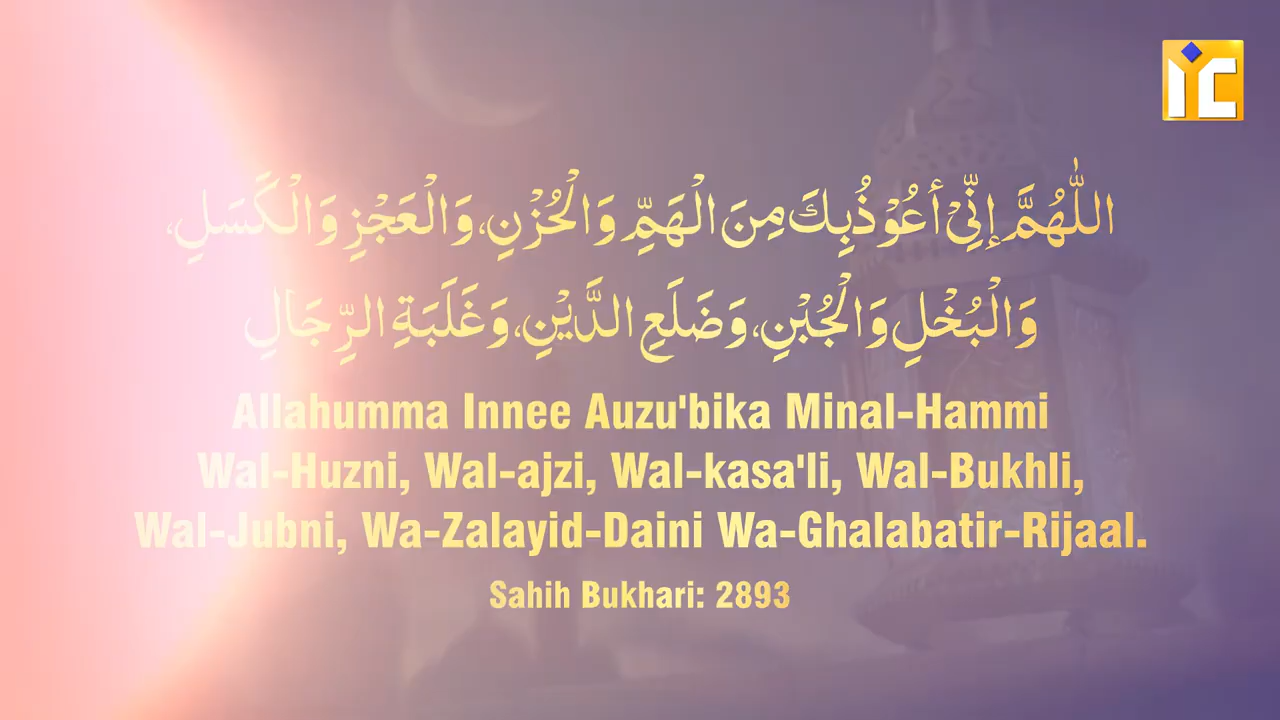 اللّٰهُمَّ إِنِّيْ أَعُوْذُبِكَ مِنَ الْهَمِّ وَالْحُزْنِ، وَالْعَجْزِ وَالْكَسَلِ،
وَالْبُخْلِ وَالْجُبْنِ، وَضَلَعِ الدَّيْنِ، وَغَلَبَةِ الرِّجَالِ
Allahumma Innee Auzu'bika Minal-Hammi
Wal-Huzni, Wal-ajzi, Wal-kasa'li, Wal-Bukhli,
Wal-Jubni, Wa-Zalayid-Daini Wa-Ghalabatir-Rijaal.
Sahih Bukhari: 2893